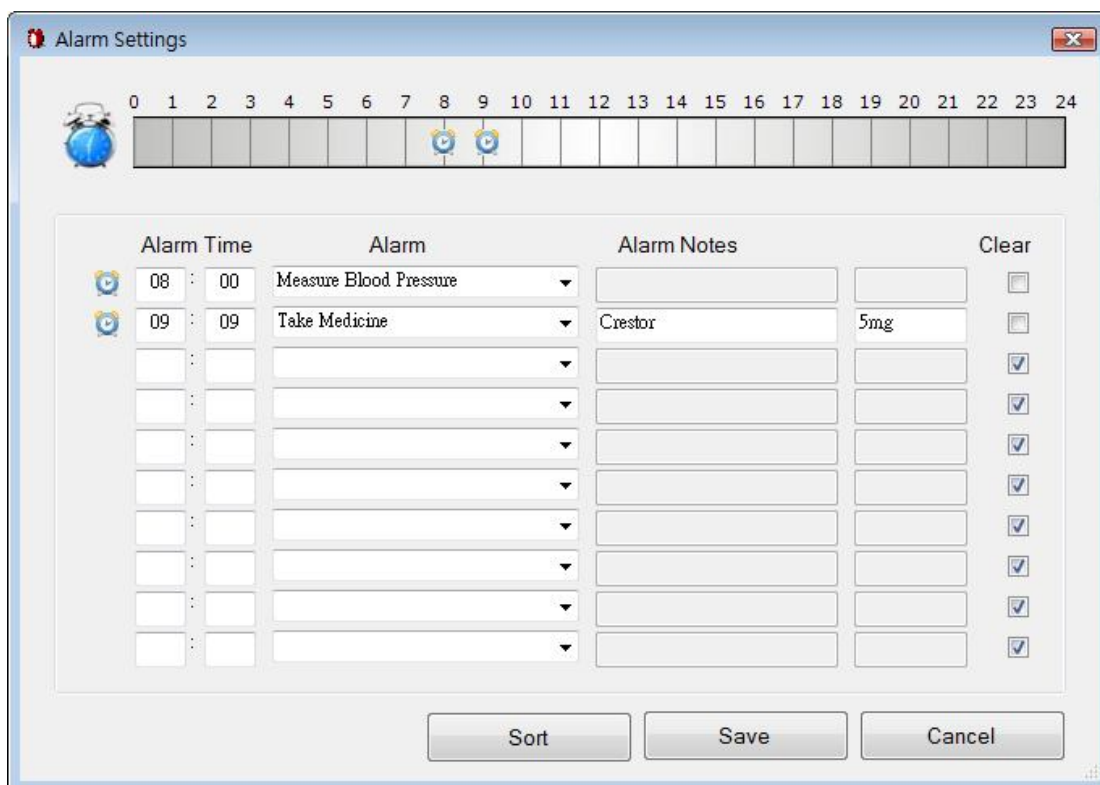 Alarm Settings
0 1 2 3 4 5 6 7 8 9 10 11 12 13 14 15 16 17 18 19 20 21 22 23 24
Alarm Time Alarm Alarm Notes Clear
08 : 00 Measure Blood Pressure
09 : 09 Take Medicine Crestor 5mg
:
:
:
:
:
:
:
:
Sort Save Cancel